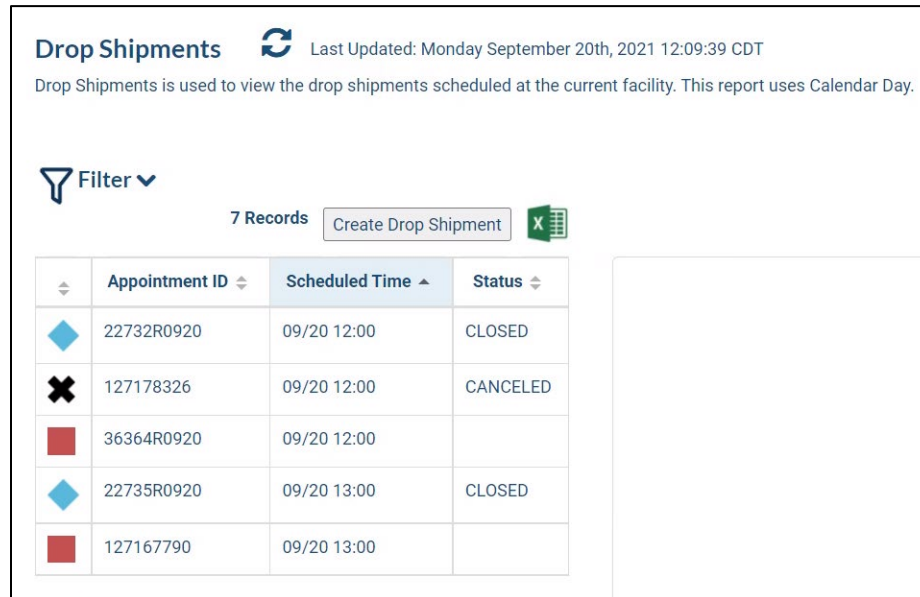 Drop Shipments Last Updated: Monday September 20th, 2021 12:09:39 CDT
Drop Shipments is used to view the drop shipments scheduled at the current facility. This report uses Calendar Day.
Filter
7 Records Create Drop Shipment X
Appointment ID Scheduled Time Status
22732R0920 09/20 12:00 CLOSED
127178326 09/20 12:00 CANCELED
36364R0920 09/20 12:00
22735R0920 09/20 13:00 CLOSED
127167790 09/20 13:00